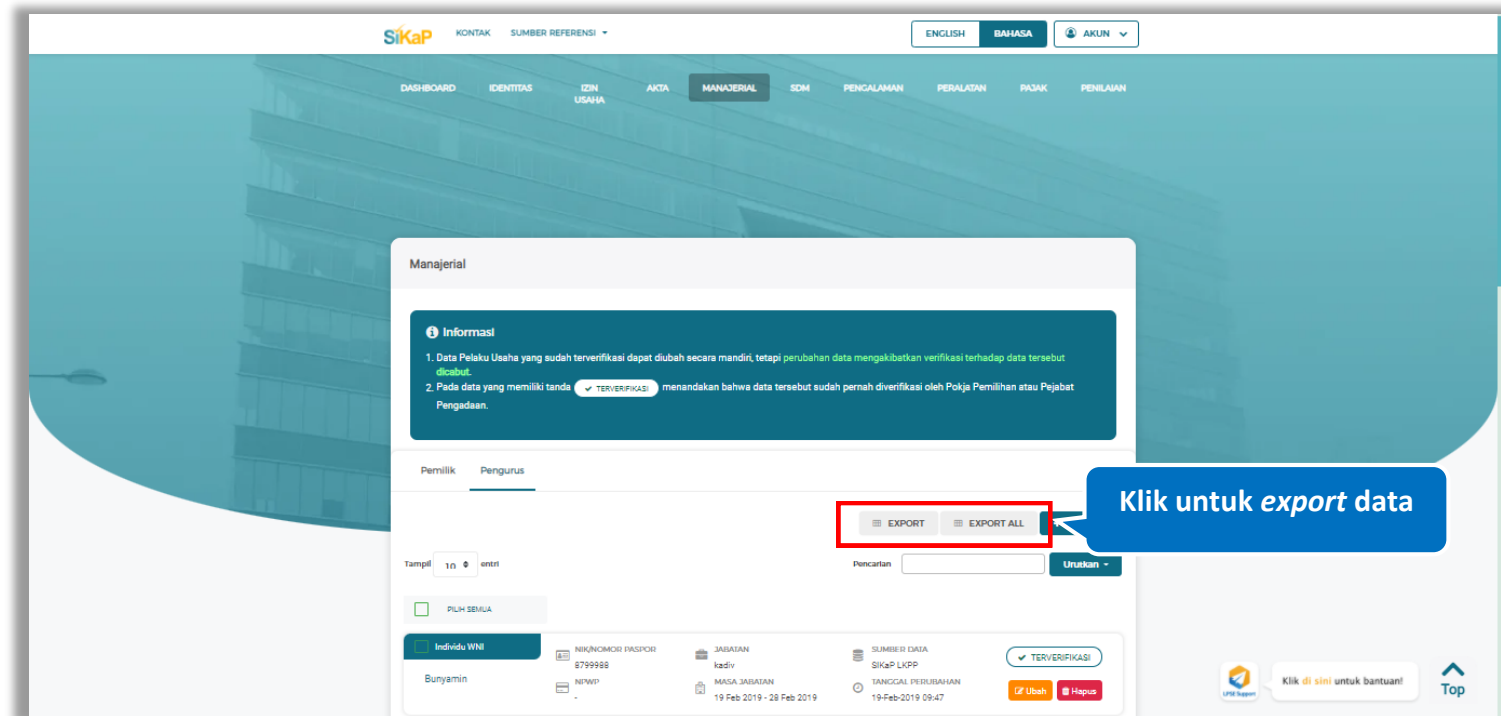 SiKaP KONTAK SUMBER REFERENSI ENGLISH BAHASA AKUN
DASHBOARD IDENTITAS IZIN USAHA AKTA MANAJERIAL SDM PENGALAMAN PERALATAN PAJAK PENILAIAN
Manajerial
Informasi
1. Data Pelaku Usaha yang sudah terverifikasi dapat diubah secara mandiri, tetapi perubahan data mengakibatkan verifikasi terhadap data tersebut
dicabut.
2. Pada data yang memiliki tanda TERVERIFIKASI menandakan bahwa data tersebut sudah pernah diverifikasi oleh Pokja Pemilihan atau Pejabat
Pengadaan.
Pemilik Pengurus
Klik untuk export data
EXPORT EXPORT ALL
Tampil 10 entri Pencarian Urutkan
PILIH SEMUA
Individu WNI
Bunyamin
NIK/NOMOR PASPOR
8799988
NPWP
-
JABATAN
kadiv
MASA JABATAN
19 Feb 2019 - 28 Feb 2019
SUMBER DATA
SIKaP LKPP
TANGGAL PERUBAHAN
19-Feb-2019 09:47
TERVERIFIKASI
Ubah Hapus
LPSE Support
Klik di sini untuk bantuan!
Top